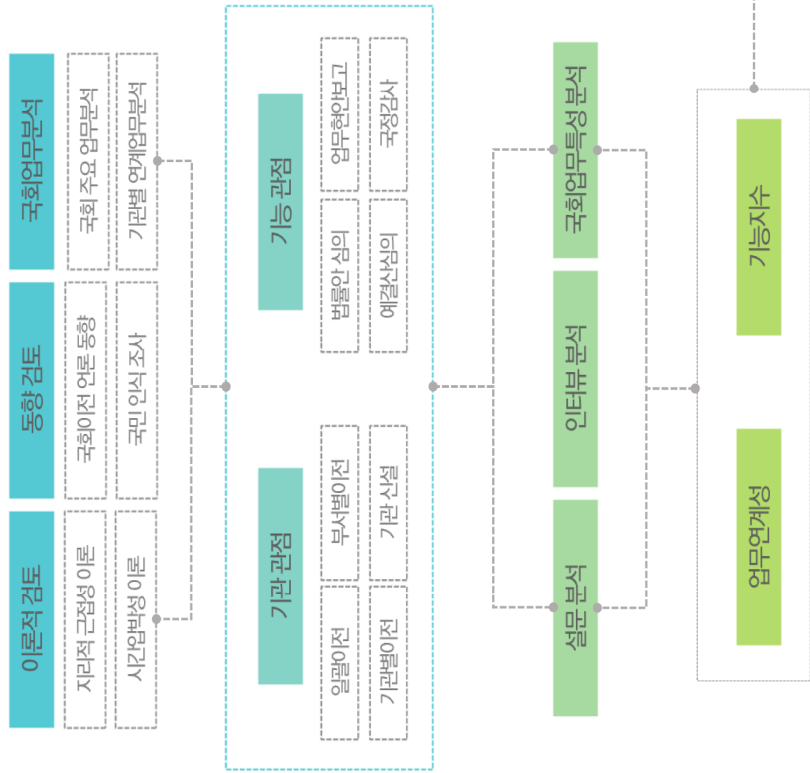 이론적 검토
지리적 근접성 이론
시간압박성 이론
동향 검토
국회이전 언론 동향
국민 인식 조사
국회업무분석
국회 주요 업무분석
기관별 연계업무분석
기관 관점
일괄이전
부서별이전
기관별이전
기관 신설
기능 관점
법률안 심의
업무현안보고
예결산심의
국정감사
설문 분석
인터뷰 분석
국회업무특성 분석
업무연계성
기능지수